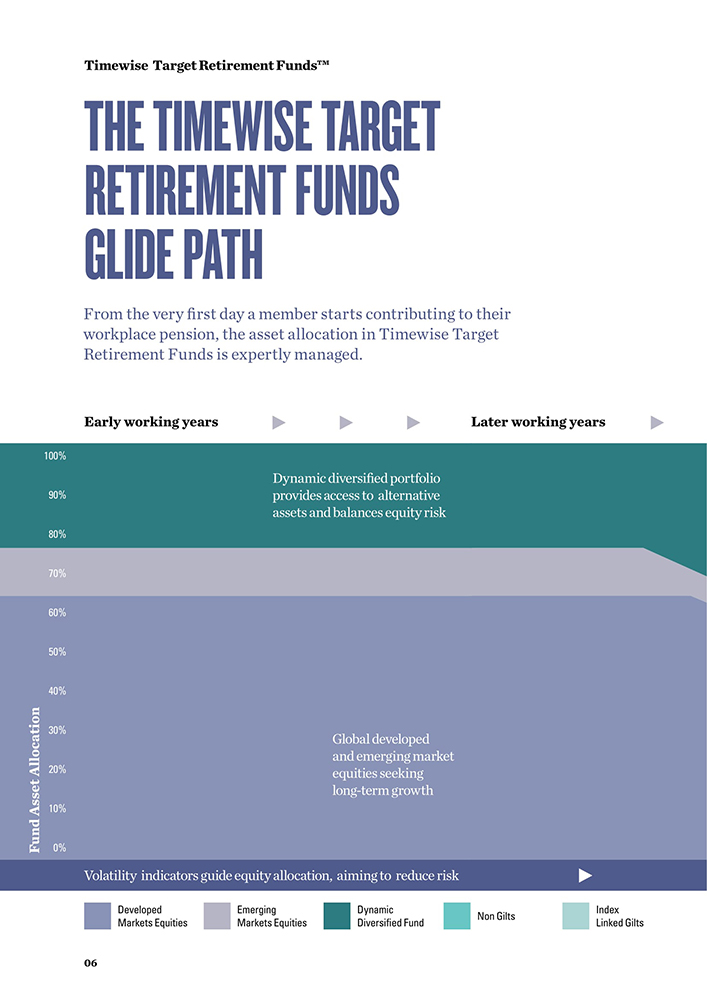 Timewise Target Retirement Funds™
THE TIMEWISE TARGET
RETIREMENT FUNDS
GLIDE PATH
From the very first day a member starts contributing to their
workplace pension, the asset allocation in Timewise Target
Retirement Funds is expertly managed.
Early working years
Later working years
100%
90%
80%
70%
60%
50%
40%
30%
20%
10%
0%
Fund Asset Allocation
Dynamic diversified portfolio
provides access to alternative
assets and balances equity risk
Global developed
and emerging market
equities seeking
long-term growth
Volatility indicators guide equity allocation, aiming to reduce risk
Developed
Markets Equities
Emerging
Markets Equities
Dynamic
Diversified Fund
Non Gilts
Index
Linked Gilts
06